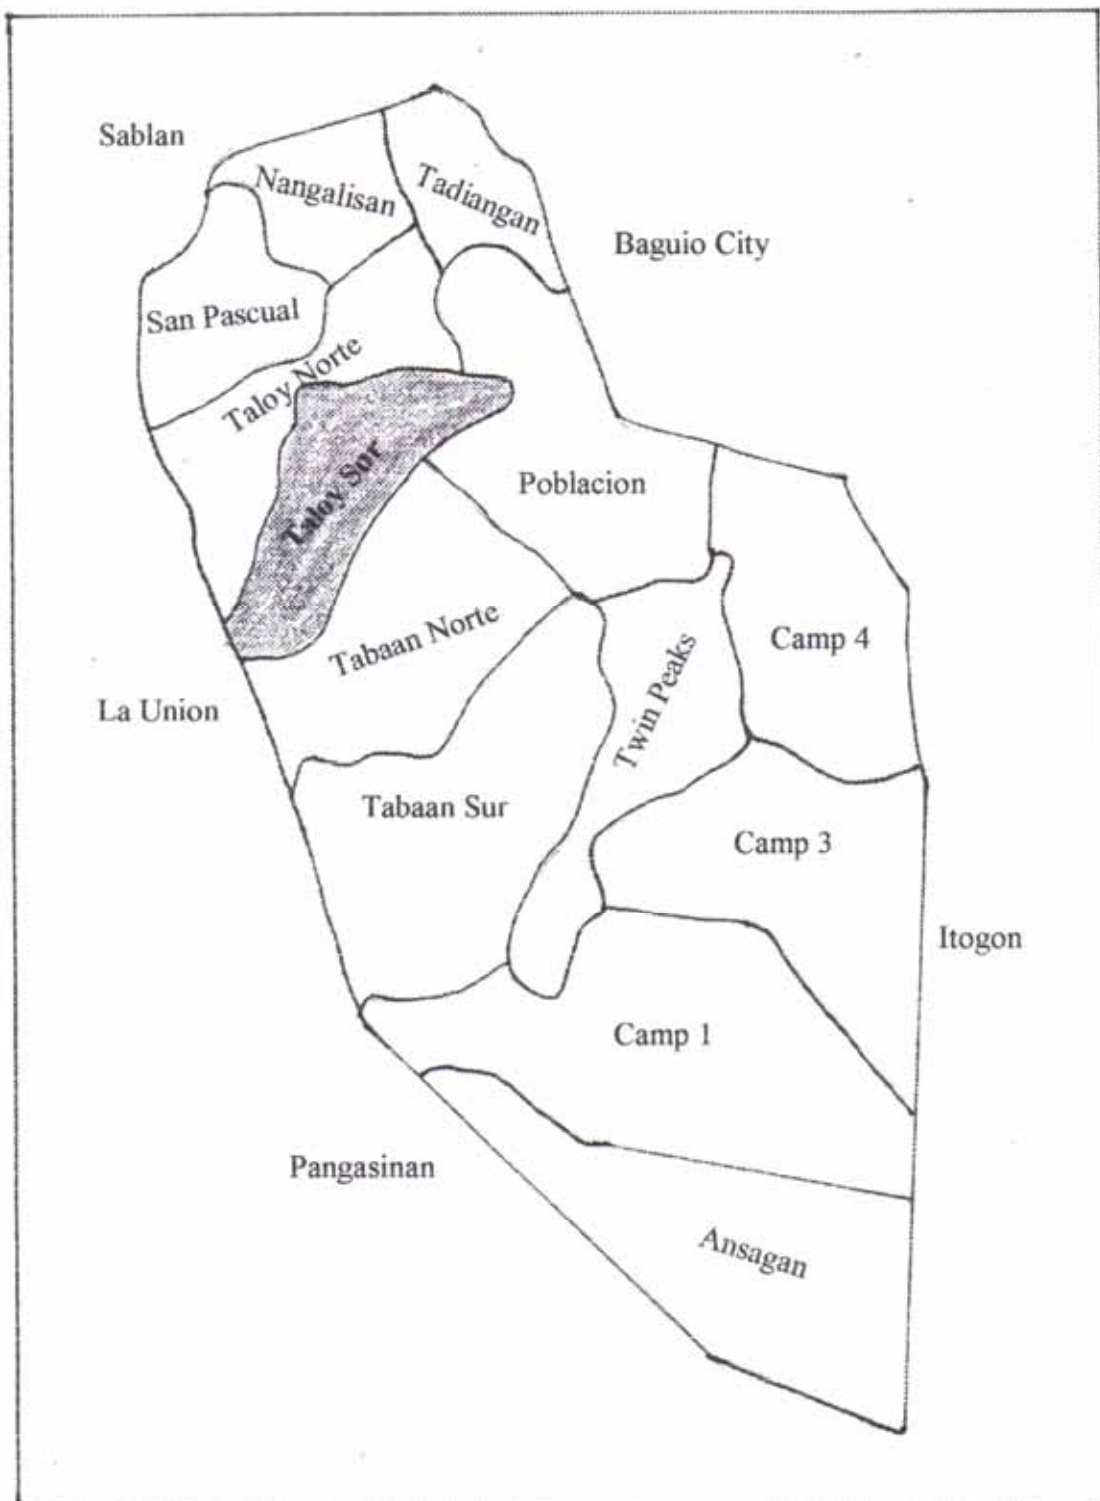 Sablan
Nangalisan
Tadiangan
Baguio City
San Pascual
Taloy Norte
Taloy Sur
Poblacion
Tabaan Norte
Camp 4
Twin Peaks
La Union
Tabaan Sur
Camp 3
Itogon
Camp 1
Pangasinan
Ansagan